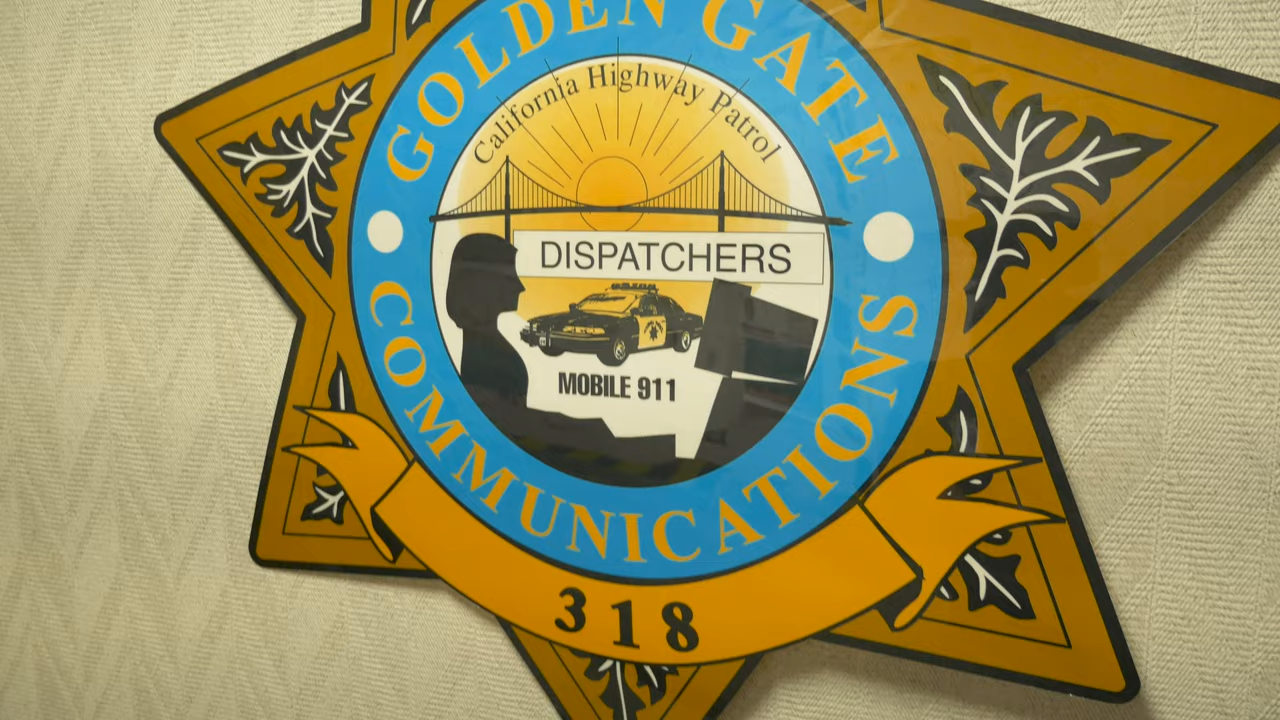 GOLDEN GATE
California Highway Patrol
DISPATCHERS
MOBILE 911
COMMUNICATIONS
318